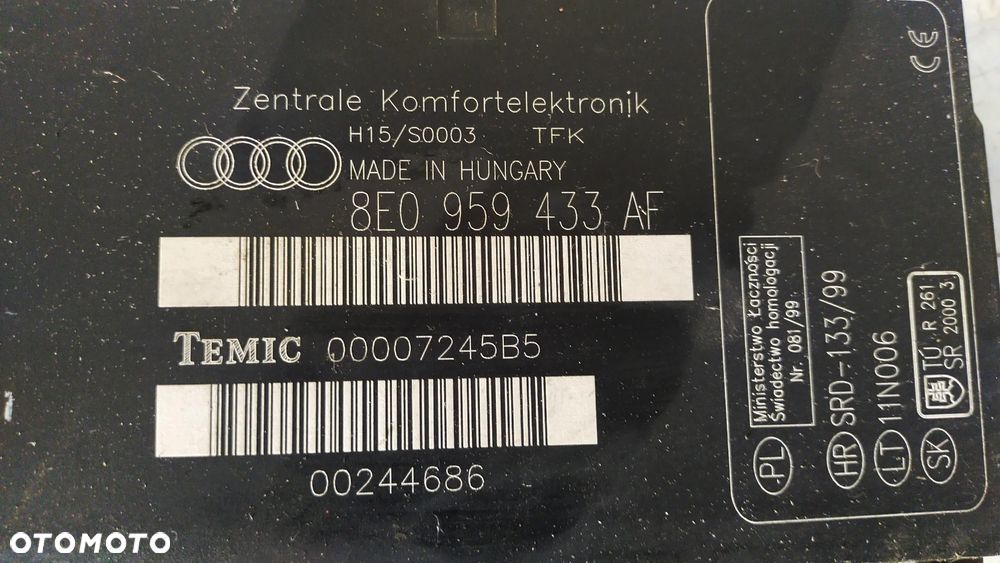 Zentrale Komfortelektronik
H15/S0003 TFK
MADE IN HUNGARY
8E0 959 433 AF
TEMIC 00007245B5
00244686
CE
PL
Ministerstwo Łączności
Świadectwo homologacji
Nr. 081/99
HR SRD-133/99
LT 11N006
SK
TÚ R 261
SR 2000 3
OTOMOTO